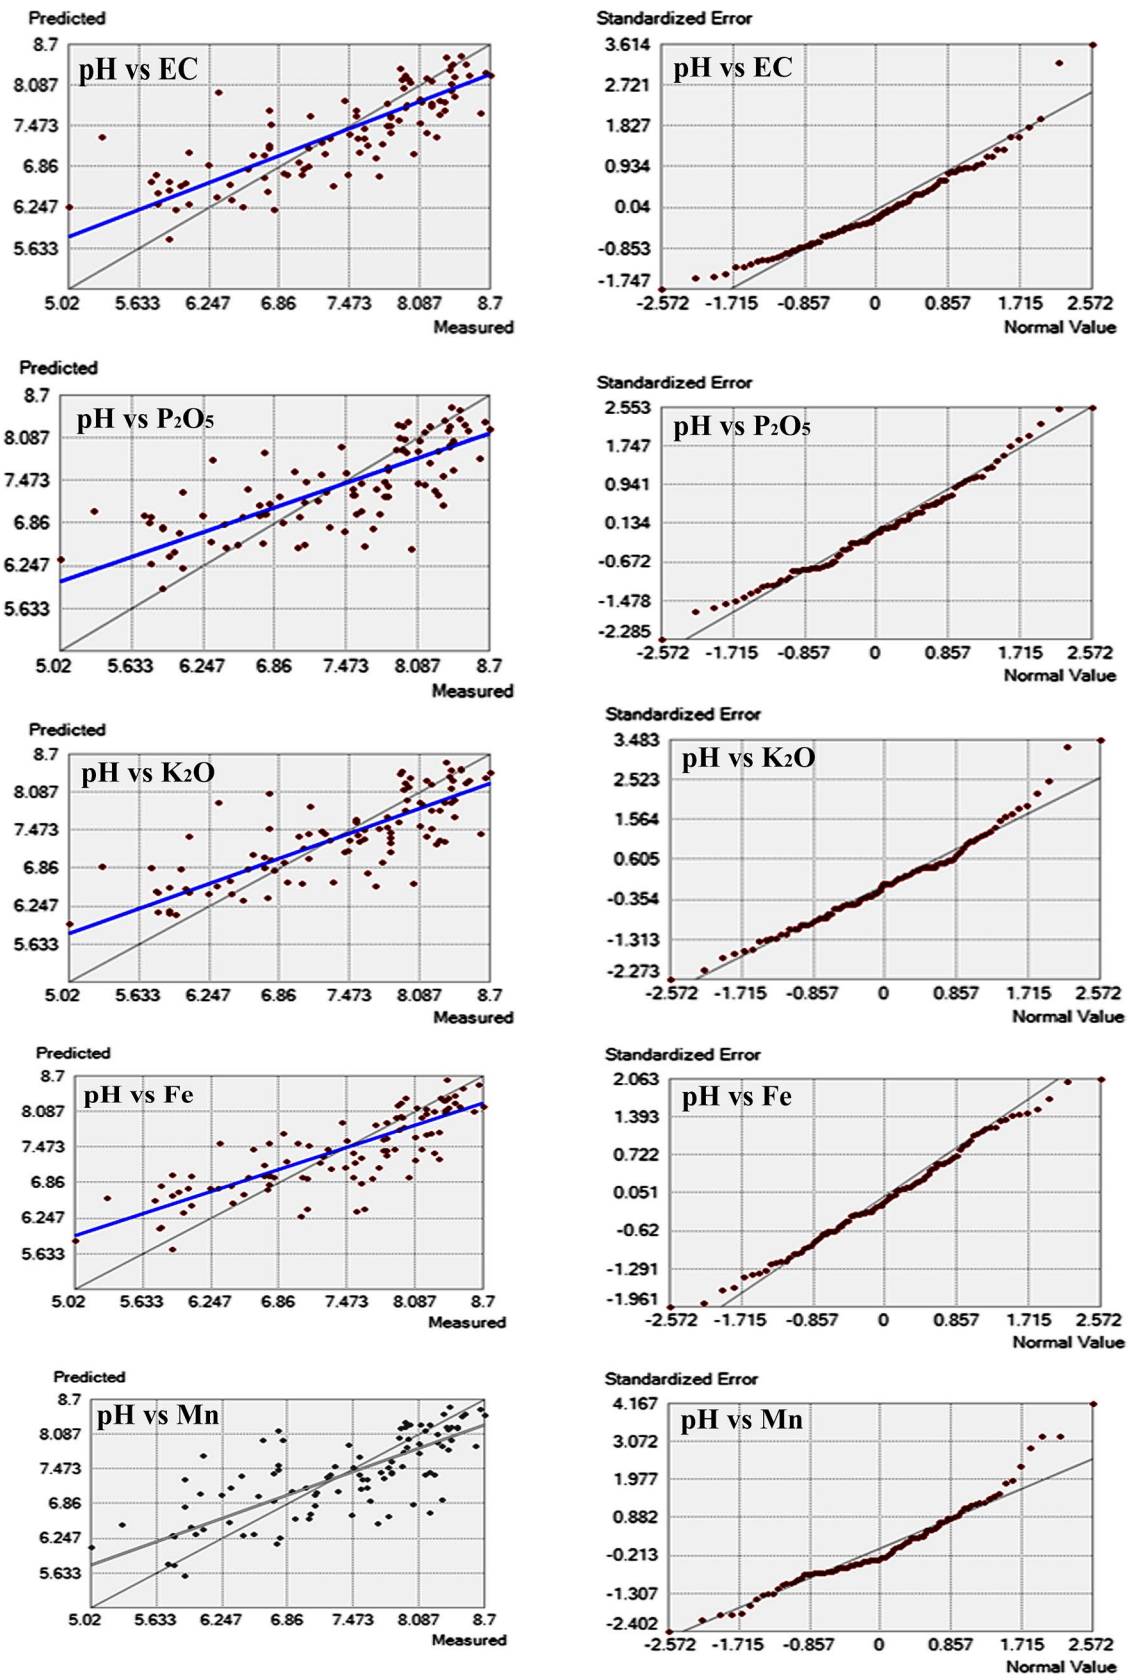 Predicted
8.7
pH vs EC
8.087
7.473
6.86
6.247
5.633
5.02 5.633 6.247 6.86 7.473 8.087 8.7
Measured
Standardized Error
3.614
pH vs EC
2.721
1.827
0.934
0.04
-0.853
-1.747
-2.572 -1.715 -0.857 0 0.857 1.715 2.572
Normal Value
Predicted
8.7
pH vs P₂O₅
8.087
7.473
6.86
6.247
5.633
5.02 5.633 6.247 6.86 7.473 8.087 8.7
Measured
Standardized Error
2.553
pH vs P₂O₅
1.747
0.941
0.134
-0.672
-1.478
-2.285
-2.572 -1.715 -0.857 0 0.857 1.715 2.572
Normal Value
Predicted
8.7
pH vs K₂O
8.087
7.473
6.86
6.247
5.633
5.02 5.633 6.247 6.86 7.473 8.087 8.7
Measured
Standardized Error
3.483
pH vs K₂O
2.523
1.564
0.605
-0.354
-1.313
-2.273
-2.572 -1.715 -0.857 0 0.857 1.715 2.572
Normal Value
Predicted
8.7
pH vs Fe
8.087
7.473
6.86
6.247
5.633
5.02 5.633 6.247 6.86 7.473 8.087 8.7
Measured
Standardized Error
2.063
pH vs Fe
1.393
0.722
0.051
-0.62
-1.291
-1.961
-2.572 -1.715 -0.857 0 0.857 1.715 2.572
Normal Value
Predicted
8.7
pH vs Mn
8.087
7.473
6.86
6.247
5.633
5.02 5.633 6.247 6.86 7.473 8.087 8.7
Measured
Standardized Error
4.167
pH vs Mn
3.072
1.977
0.882
-0.213
-1.307
-2.402
-2.572 -1.715 -0.857 0 0.857 1.715 2.572
Normal Value